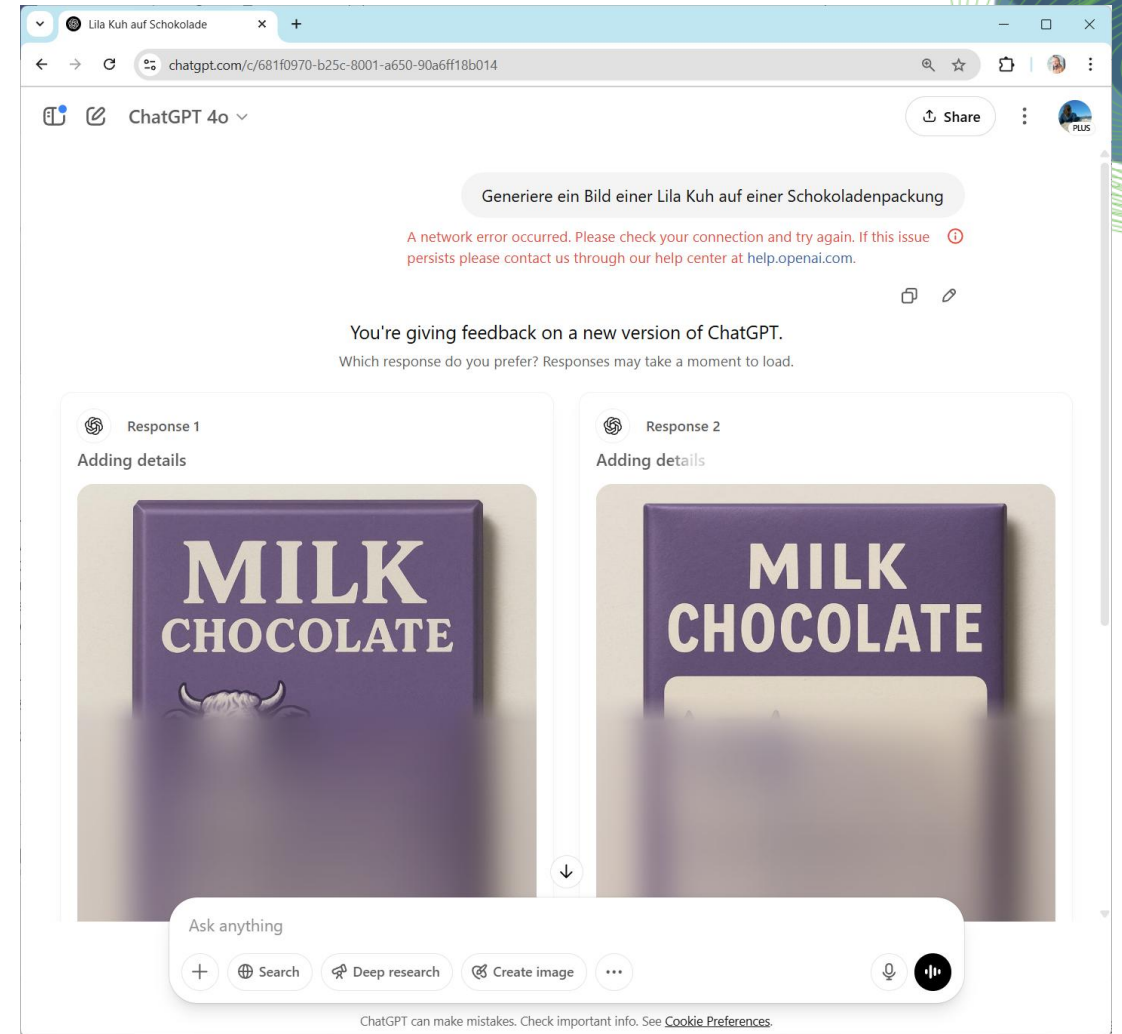 Lila Kuh auf Schokolade
chatgpt.com/c/681f0970-b25c-8001-a650-90a6ff18b014
ChatGPT 4o
Share
PLUS
Generiere ein Bild einer Lila Kuh auf einer Schokoladenpackung
A network error occurred. Please check your connection and try again. If this issue
persists please contact us through our help center at help.openai.com.
You're giving feedback on a new version of ChatGPT.
Which response do you prefer? Responses may take a moment to load.
Response 1
Adding details
MILK
CHOCOLATE
Response 2
Adding details
MILK
CHOCOLATE
Ask anything
Search
Deep research
Create image
ChatGPT can make mistakes. Check important info. See Cookie Preferences.